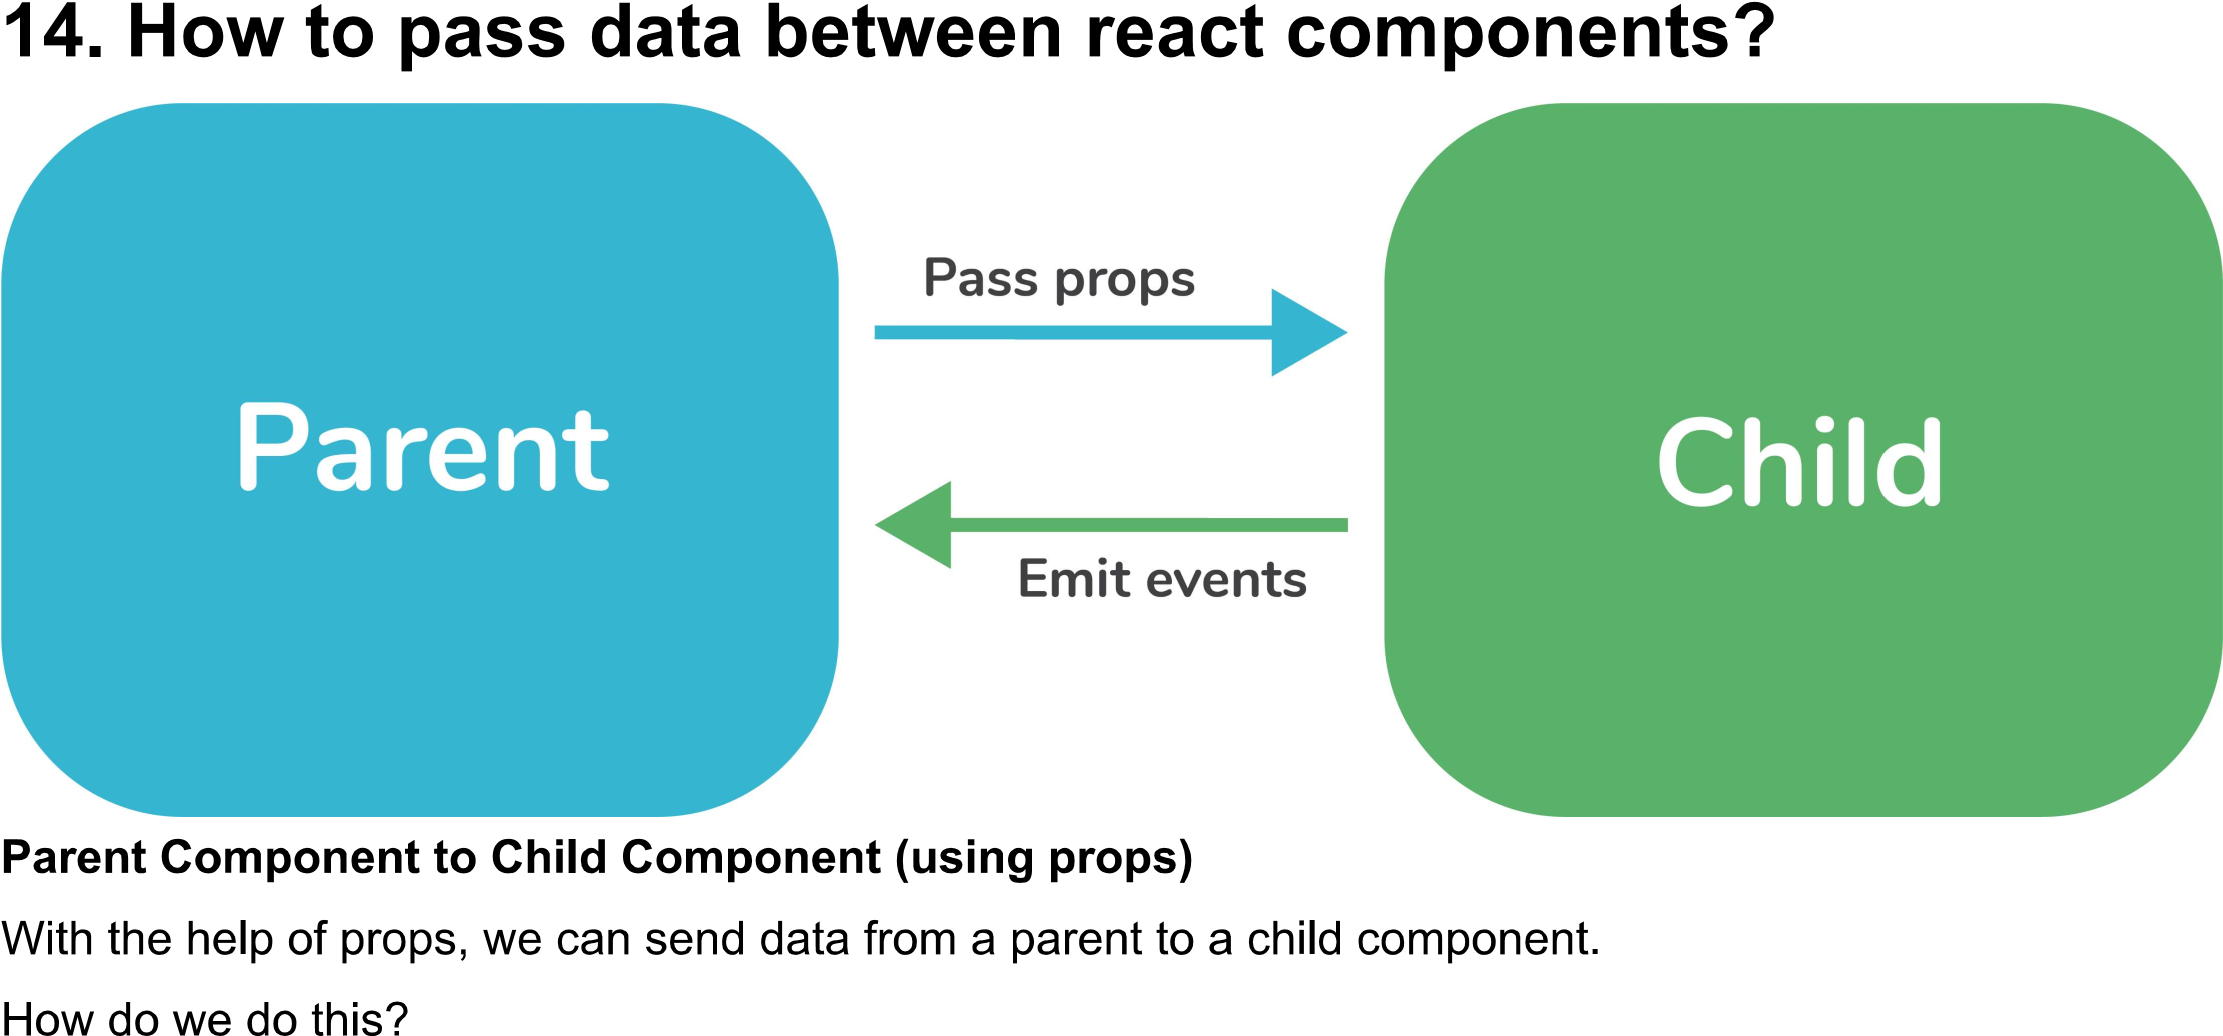 14. How to pass data between react components?
Pass props
Parent
Child
Emit events
Parent Component to Child Component (using props)
With the help of props, we can send data from a parent to a child component.
How do we do this?